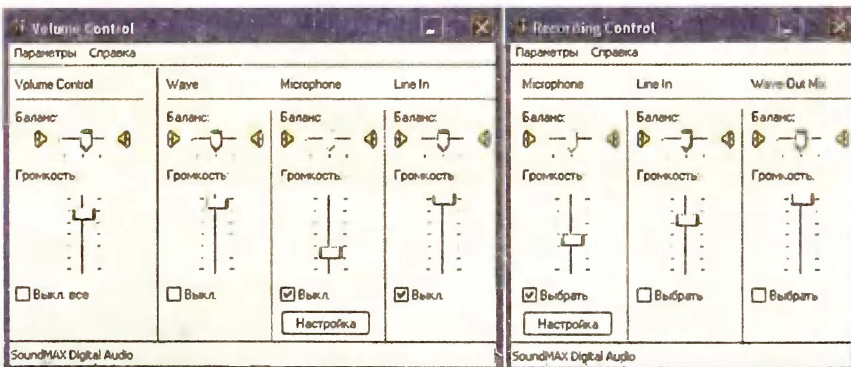 Volume Control
Параметры Справка
Volume Control Wave Microphone Line In
Баланс: Баланс: Баланс: Баланс:
Громкость: Громкость: Громкость: Громкость:
Выкл. все Выкл. Выкл. Выкл.
Настройка
SoundMAX Digital Audio
Recording Control
Параметры Справка
Microphone Line In Wave Out Mix
Баланс: Баланс: Баланс:
Громкость: Громкость: Громкость:
Выбрать Выбрать Выбрать
Настройка
SoundMAX Digital Audio